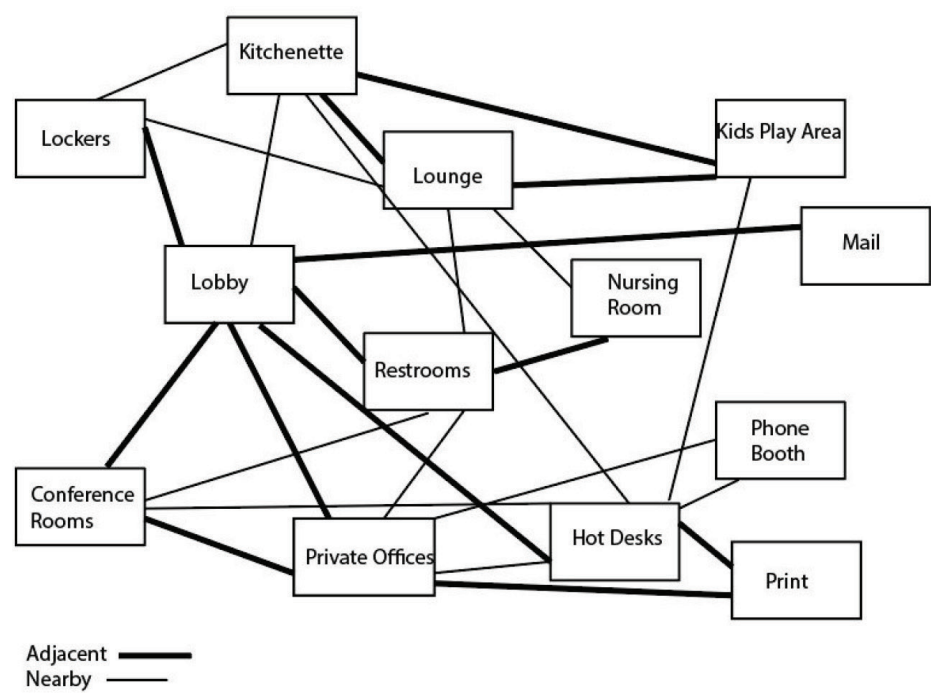 Kitchenette
Lockers
Kids Play Area
Lounge
Mail
Lobby
Nursing
Room
Restrooms
Phone
Booth
Conference
Rooms
Private Offices
Hot Desks
Print
Adjacent
Nearby